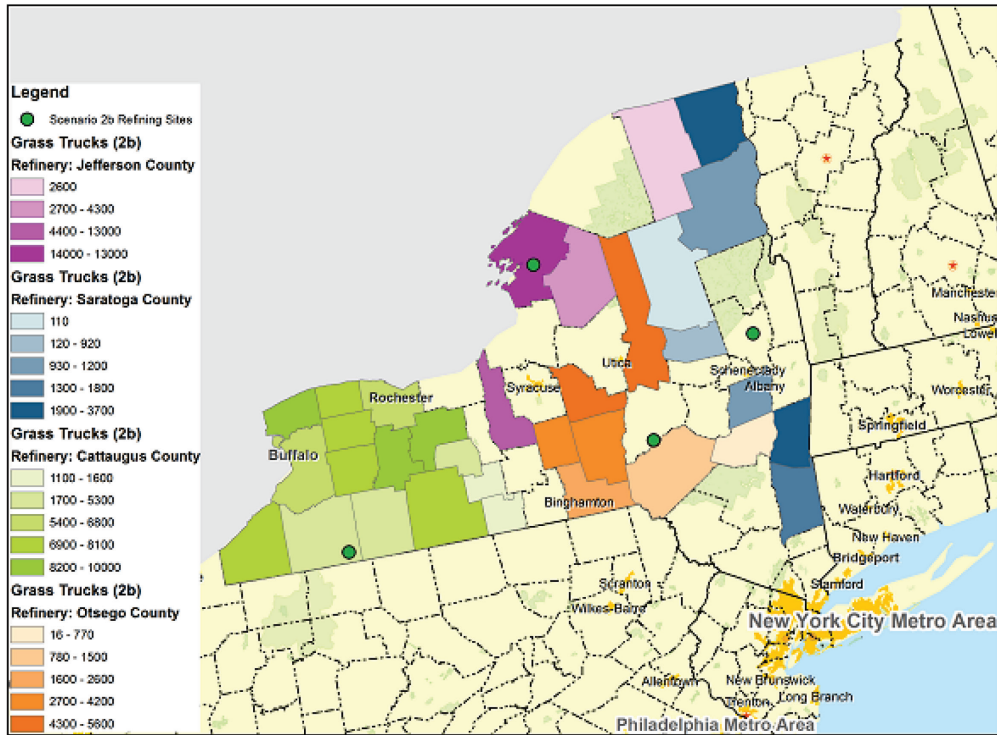 Legend
Scenario 2b Refining Sites
Grass Trucks (2b)
Refinery: Jefferson County
2600
2700 - 4300
4400 - 13000
14000 - 13000
Grass Trucks (2b)
Refinery: Saratoga County
110
120 - 920
930 - 1200
1300 - 1800
1900 - 3700
Grass Trucks (2b)
Refinery: Cattaugus County
1100 - 1600
1700 - 5300
5400 - 6800
6900 - 8100
8200 - 10000
Grass Trucks (2b)
Refinery: Otsego County
16 - 770
780 - 1500
1600 - 2600
2700 - 4200
4300 - 5600
Manchester
Nashua
Lowel
Utica
Schenectady
Albany
Syracuse
Worcester
Rochester
Springfield
Buffalo
Hartford
Binghamton
Waterbury
New Haven
Bridgeport
Stamford
Scranton
Wilkes-Barre
New York City Metro Area
Allentown
New Brunswick
Long Branch
Trenton
Philadelphia Metro Area